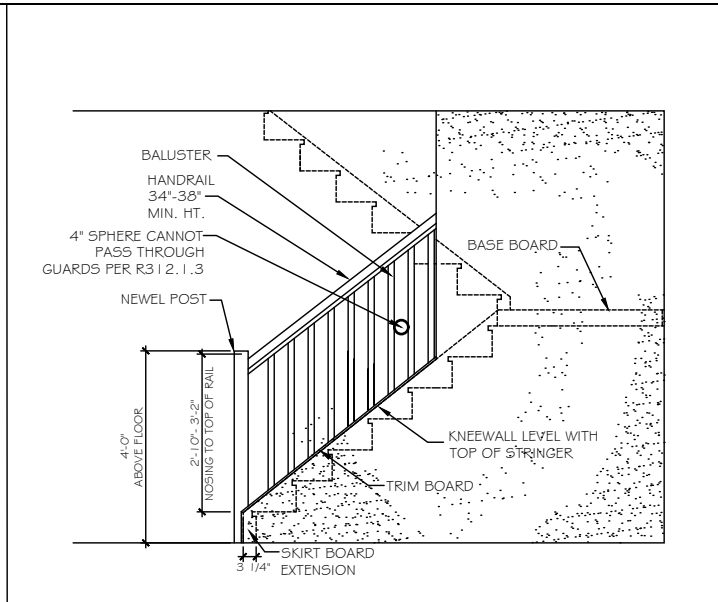 BALUSTER
HANDRAIL
34"-38"
MIN. HT.
4" SPHERE CANNOT
PASS THROUGH
GUARDS PER R312.1.3
NEWEL POST
BASE BOARD
4'-0"
ABOVE FLOOR
2'-10"- 3'-2"
NOSING TO TOP OF RAIL
KNEEWALL LEVEL WITH
TOP OF STRINGER
TRIM BOARD
SKIRT BOARD
EXTENSION
3 1/4"